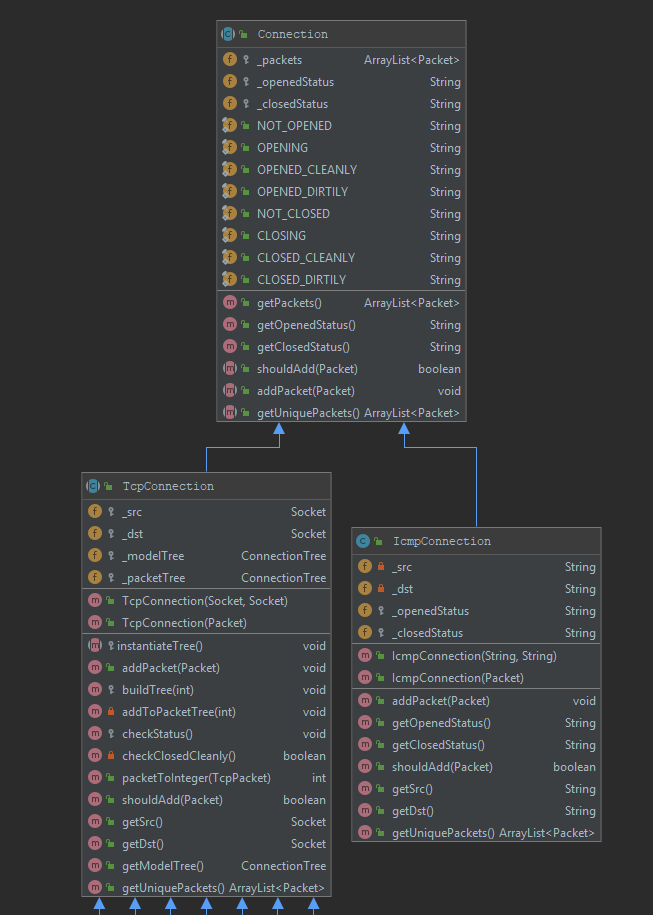 Connection
_packets ArrayList<Packet>
_openedStatus String
_closedStatus String
NOT_OPENED String
OPENING String
OPENED_CLEANLY String
OPENED_DIRTILY String
NOT_CLOSED String
CLOSING String
CLOSED_CLEANLY String
CLOSED_DIRTILY String
getPackets() ArrayList<Packet>
getOpenedStatus() String
getClosedStatus() String
shouldAdd(Packet) boolean
addPacket(Packet) void
getUniquePackets() ArrayList<Packet>
TcpConnection
_src Socket
_dst Socket
_modelTree ConnectionTree
_packetTree ConnectionTree
TcpConnection(Socket, Socket)
TcpConnection(Packet)
instantiateTree() void
addPacket(Packet) void
buildTree(int) void
addToPacketTree(int) void
checkStatus() void
checkClosedCleanly() boolean
packetToInteger(TcpPacket) int
shouldAdd(Packet) boolean
getSrc() Socket
getDst() Socket
getModelTree() ConnectionTree
getUniquePackets() ArrayList<Packet>
IcmpConnection
_src String
_dst String
_openedStatus String
_closedStatus String
IcmpConnection(String, String)
IcmpConnection(Packet)
addPacket(Packet) void
getOpenedStatus() String
getClosedStatus() String
shouldAdd(Packet) boolean
getSrc() String
getDst() String
getUniquePackets() ArrayList<Packet>